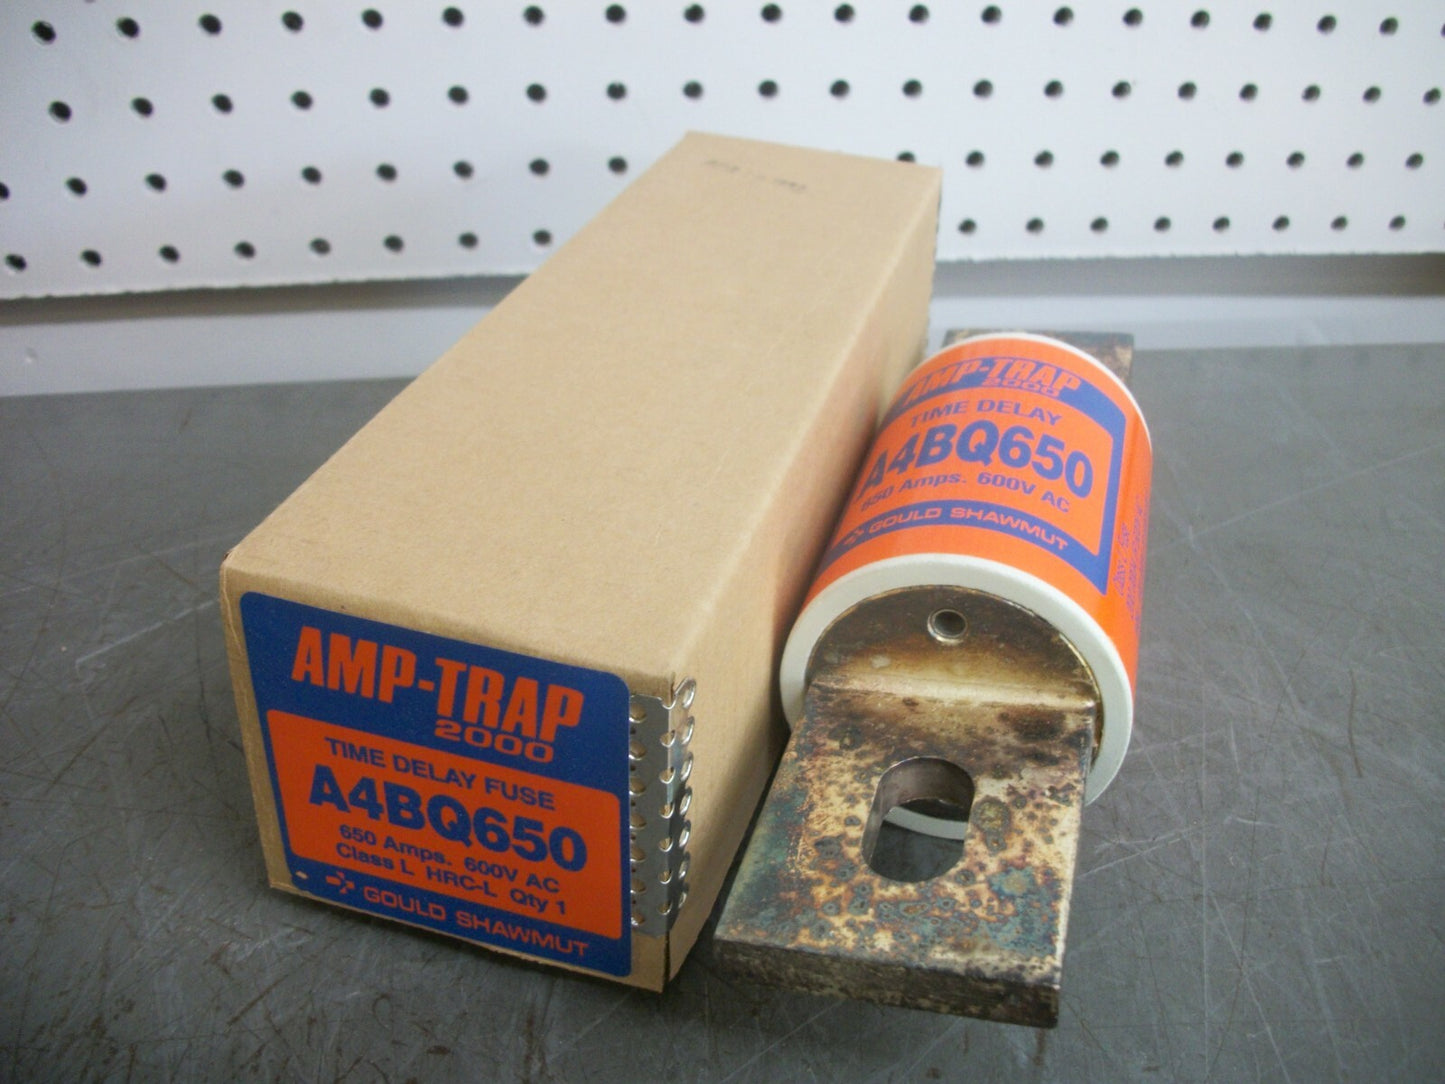 AMP-TRAP
2000
TIME DELAY FUSE
A4BQ650
650 Amps. 600V AC
Class L HRC-L Qty 1
GOULD SHAWMUT
AMP-TRAP
2000
TIME DELAY
A4BQ650
650 Amps. 600V AC
GOULD SHAWMUT